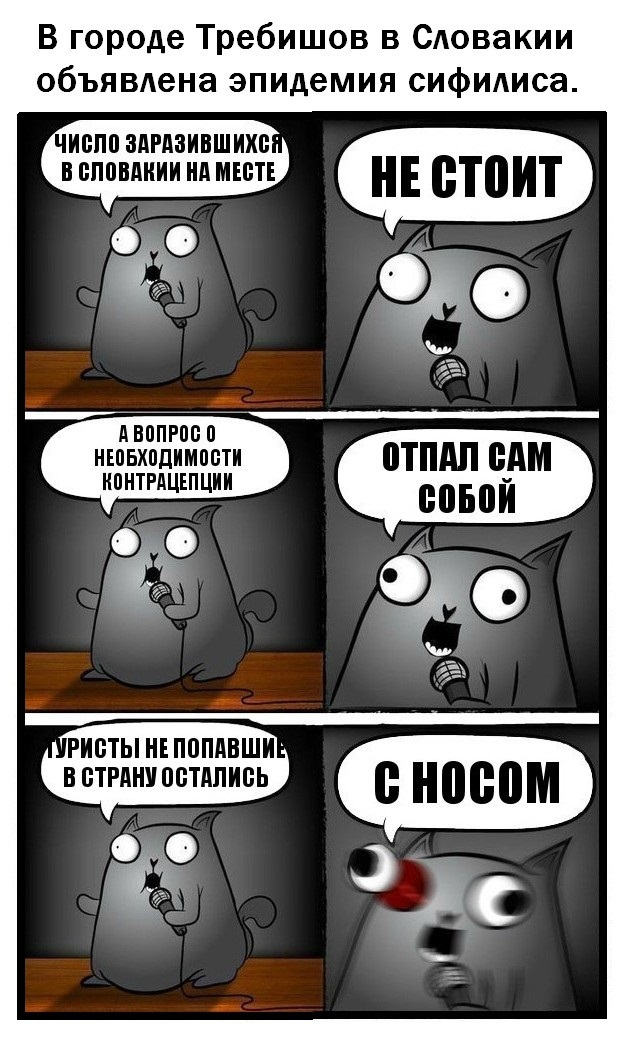 В городе Требишов в Словакии
объявлена эпидемия сифилиса.
ЧИСЛО ЗАРАЗИВШИХСЯ
В СЛОВАКИИ НА МЕСТЕ
НЕ СТОИТ
А ВОПРОС О
НЕОБХОДИМОСТИ
КОНТРАЦЕПЦИИ
ОТПАЛ САМ
СОБОЙ
ТУРИСТЫ НЕ ПОПАВШИЕ
В СТРАНУ ОСТАЛИСЬ
С НОСОМ